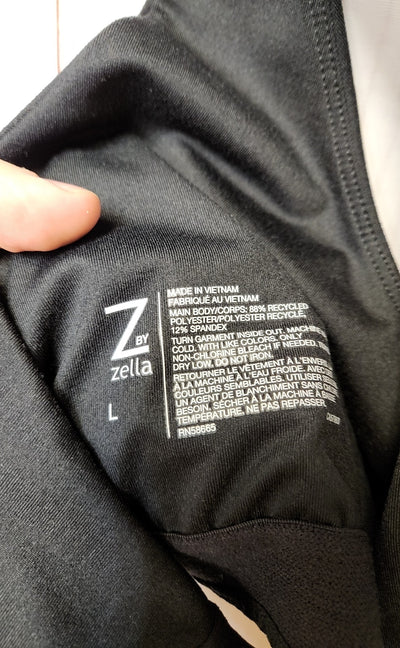 Z BY
zella
L
MADE IN VIETNAM
FABRIQUÉ AU VIETNAM
MAIN BODY/CORPS: 88% RECYCLED
POLYESTER/POLYESTER RECYCLÉ,
12% SPANDEX
TURN GARMENT INSIDE OUT. MACHINE
COLD. WITH LIKE COLORS. ONLY
NON-CHLORINE BLEACH IF NEEDED.
DRY LOW. DO NOT IRON.
RETOURNER LE VÊTEMENT À L'ENVERS
À LA MACHINE À L'EAU FROIDE. AVEC
COULEURS SEMBLABLES. UTILISER
UN AGENT DE BLANCHIMENT SANS
BESOIN. SÉCHER À LA MACHINE À
TEMPÉRATURE. NE PAS REPASSER.
RN58665